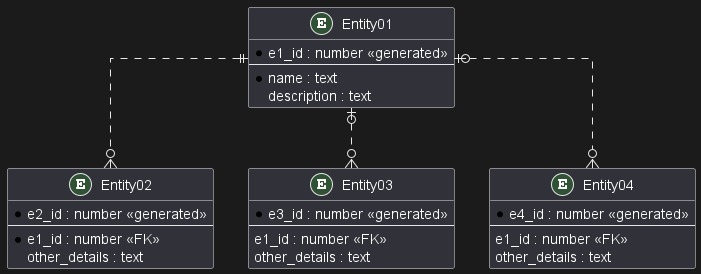 E Entity01
e1_id : number «generated»
name : text
description : text
E Entity02
e2_id : number «generated»
e1_id : number «FK»
other_details : text
E Entity03
e3_id : number «generated»
e1_id : number «FK»
other_details : text
E Entity04
e4_id : number «generated»
e1_id : number «FK»
other_details : text